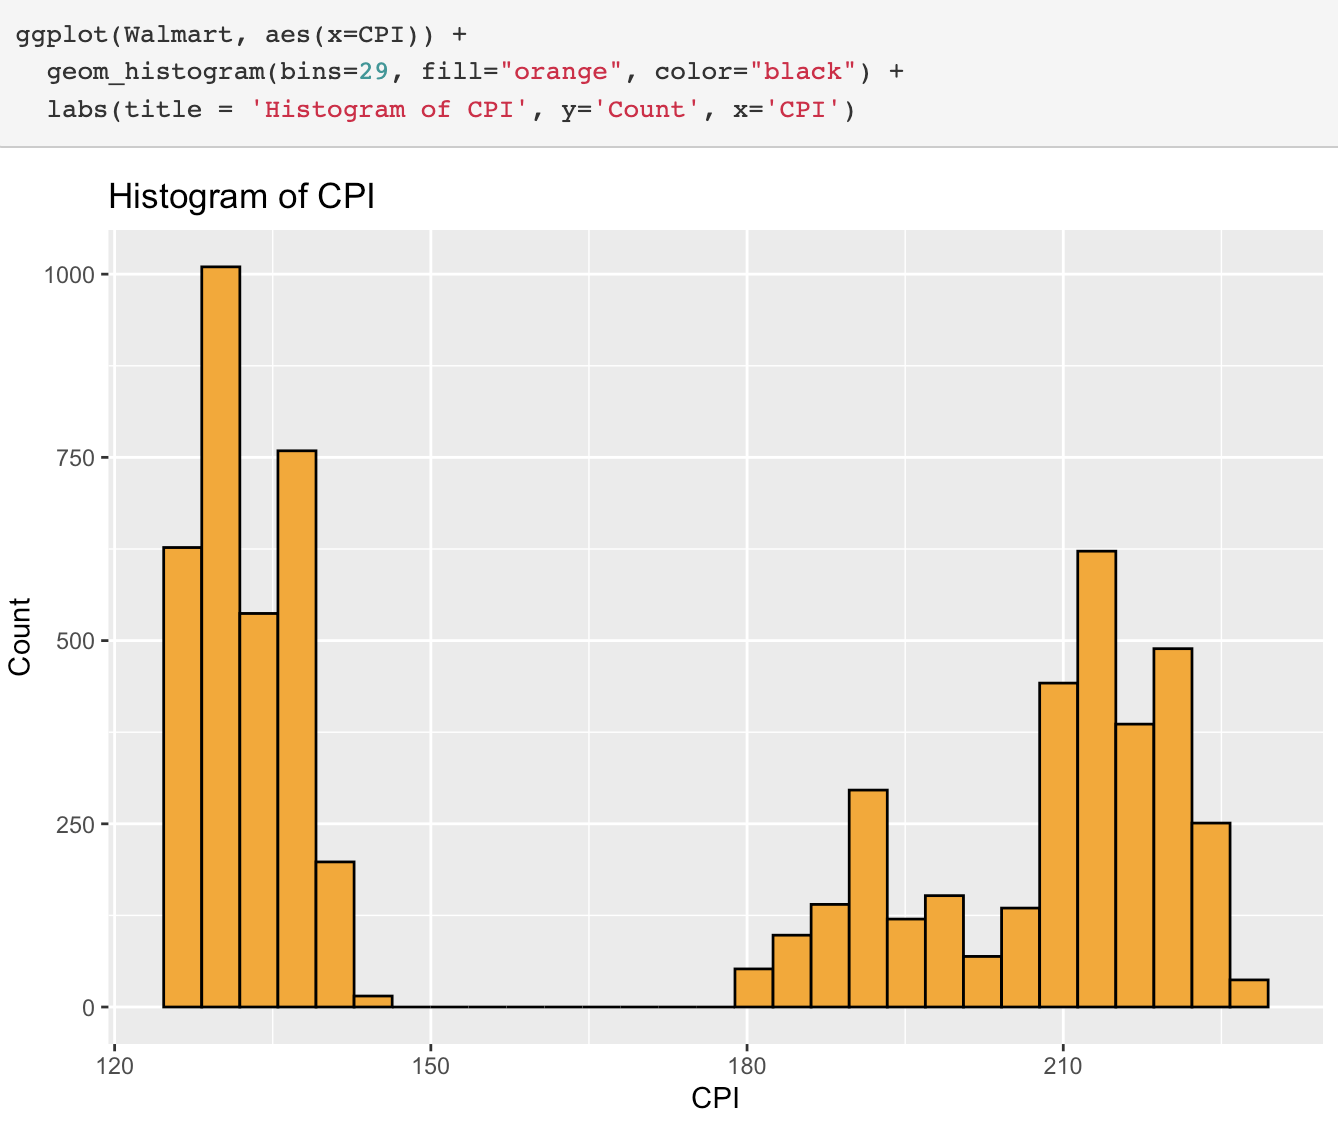 ggplot(Walmart, aes(x=CPI)) +
  geom_histogram(bins=29, fill="orange", color="black") +
  labs(title = 'Histogram of CPI', y='Count', x='CPI')
Histogram of CPI
1000
750
500
250
0
Count
120 150 180 210
CPI